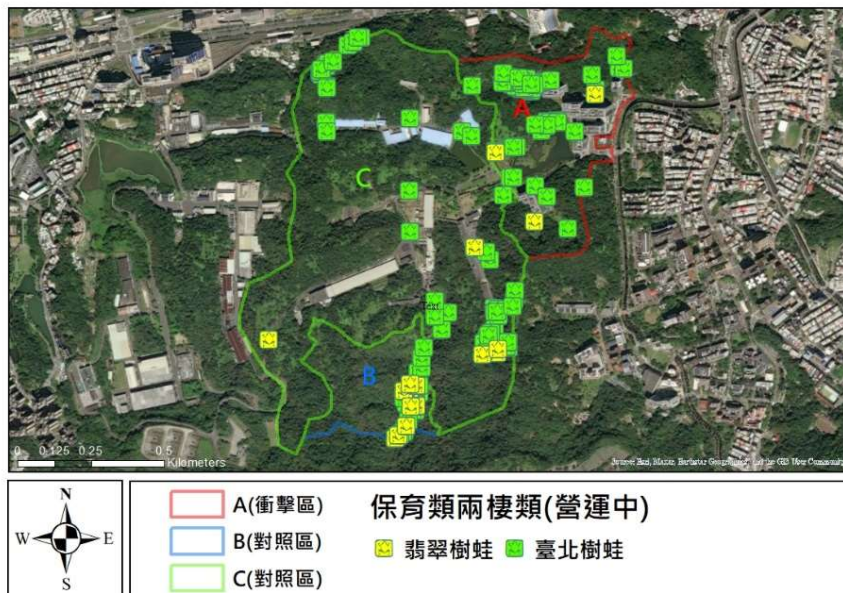 A
C
B
0 0.125 0.25 0.5
Kilometers
N
W E
S
A(衝擊區)
B(對照區)
C(對照區)
保育類兩棲類(營運中)
翡翠樹蛙 臺北樹蛙